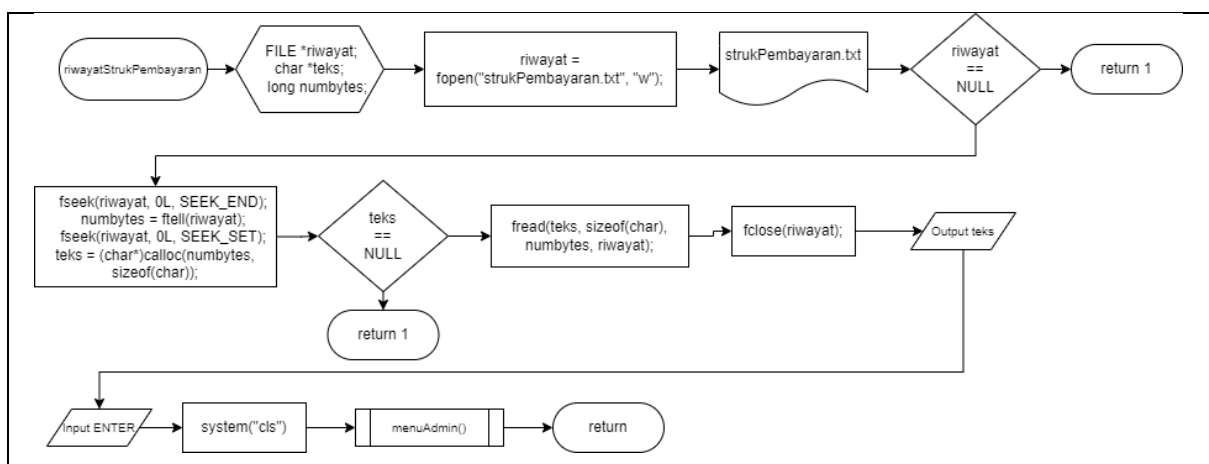 riwayatStrukPembayaran
FILE *riwayat;
char *teks;
long numbytes;
riwayat =
fopen("strukPembayaran.txt", "w");
strukPembayaran.txt
riwayat
==
NULL
return 1
fseek(riwayat, 0L, SEEK_END);
numbytes = ftell(riwayat);
fseek(riwayat, 0L, SEEK_SET);
teks = (char*)calloc(numbytes,
sizeof(char));
teks
==
NULL
return 1
fread(teks, sizeof(char),
numbytes, riwayat);
fclose(riwayat);
Output teks
Input ENTER
system("cls")
menuAdmin()
return